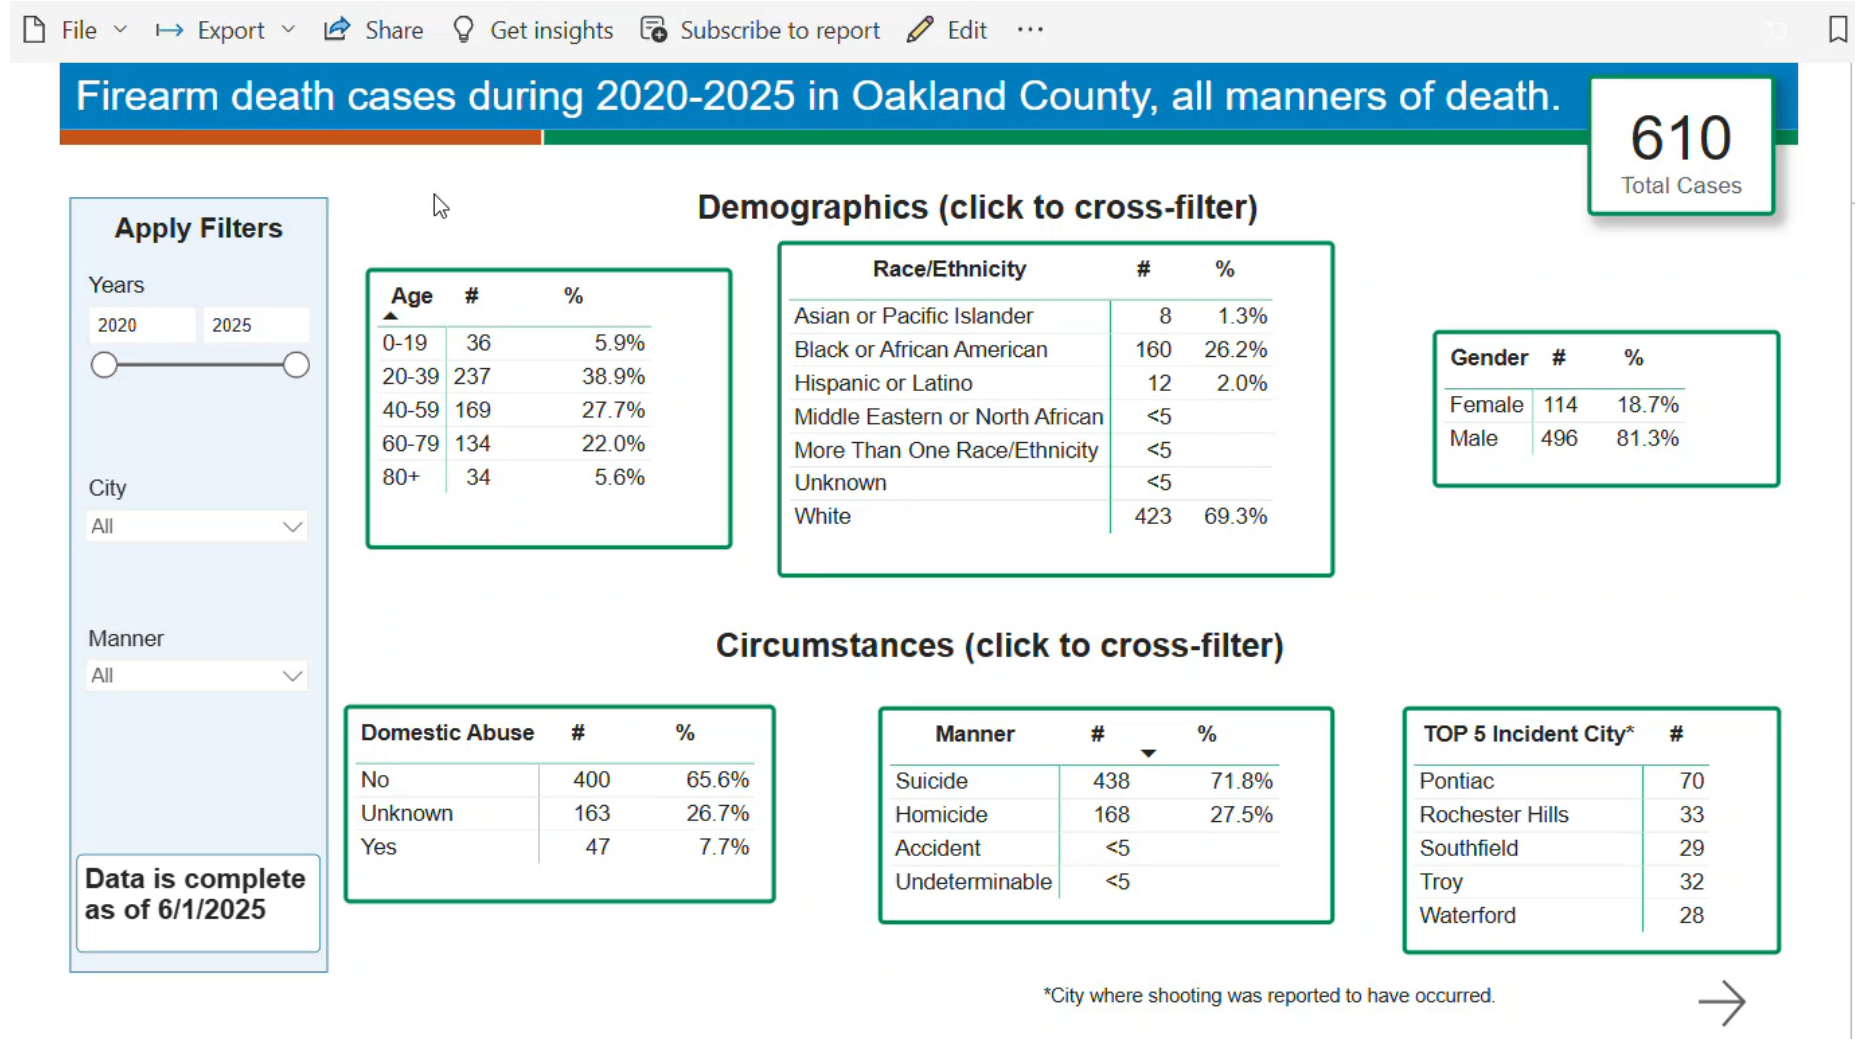 File Export Share Get insights Subscribe to report Edit ...
Firearm death cases during 2020-2025 in Oakland County, all manners of death.
610
Total Cases
Apply Filters
Years
2020 2025
City
All
Manner
All
Data is complete
as of 6/1/2025
Demographics (click to cross-filter)
Age # %
0-19 36 5.9%
20-39 237 38.9%
40-59 169 27.7%
60-79 134 22.0%
80+ 34 5.6%
Race/Ethnicity # %
Asian or Pacific Islander 8 1.3%
Black or African American 160 26.2%
Hispanic or Latino 12 2.0%
Middle Eastern or North African <5
More Than One Race/Ethnicity <5
Unknown <5
White 423 69.3%
Gender # %
Female 114 18.7%
Male 496 81.3%
Circumstances (click to cross-filter)
Domestic Abuse # %
No 400 65.6%
Unknown 163 26.7%
Yes 47 7.7%
Manner # %
Suicide 438 71.8%
Homicide 168 27.5%
Accident <5
Undeterminable <5
TOP 5 Incident City* #
Pontiac 70
Rochester Hills 33
Southfield 29
Troy 32
Waterford 28
*City where shooting was reported to have occurred.